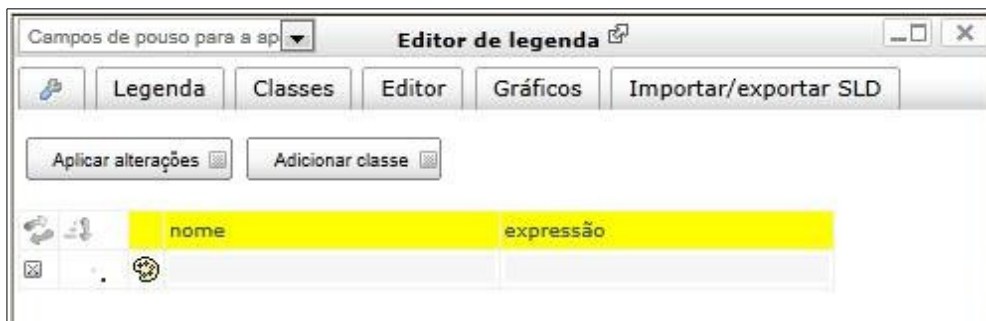 Campos de pouso para a ap Editor de legenda
Legenda Classes Editor Gráficos Importar/exportar SLD
Aplicar alterações Adicionar classe
nome expressão